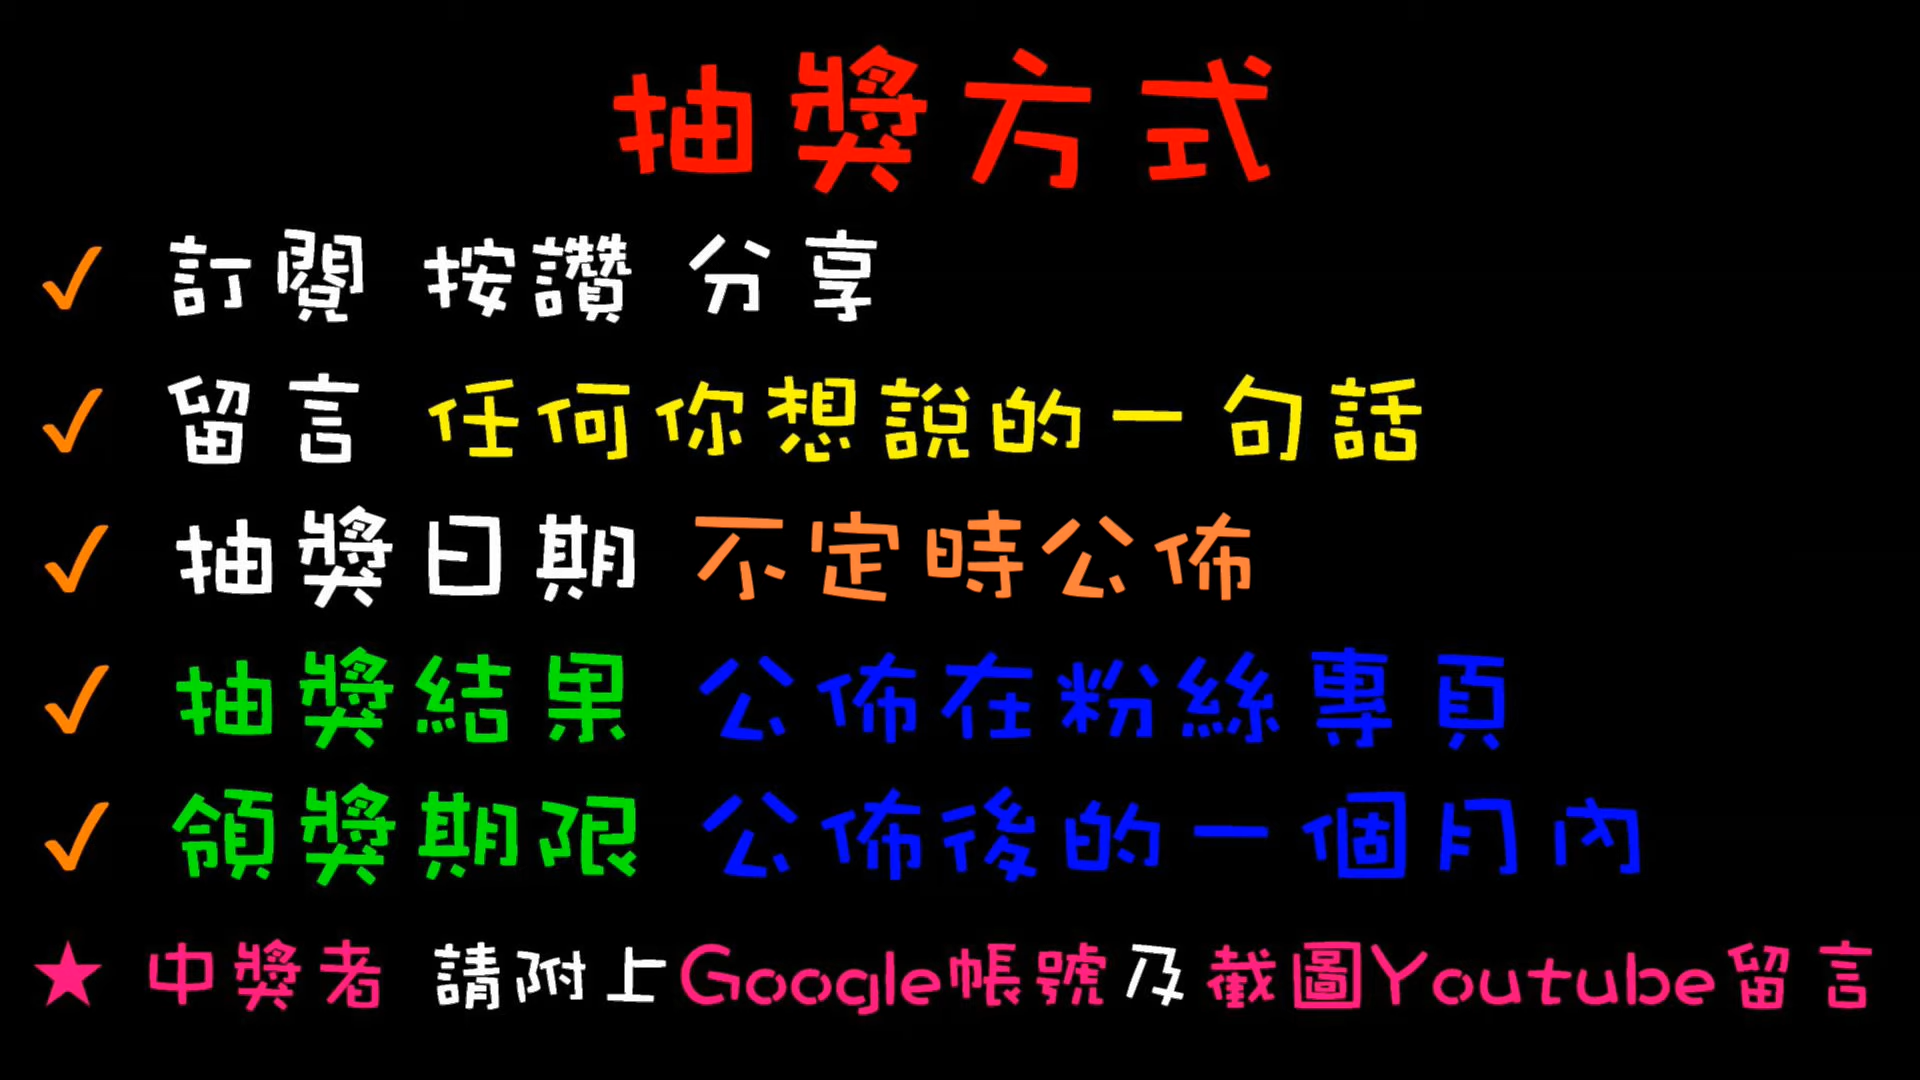 抽獎方式
✓ 訂閱 按讚 分享
✓ 留言 任何你想說的一句話
✓ 抽獎日期 不定時公佈
✓ 抽獎結果 公佈在粉絲專頁
✓ 領獎期限 公佈後的一個月內
★ 中獎者 請附上Google帳號及截圖Youtube留言